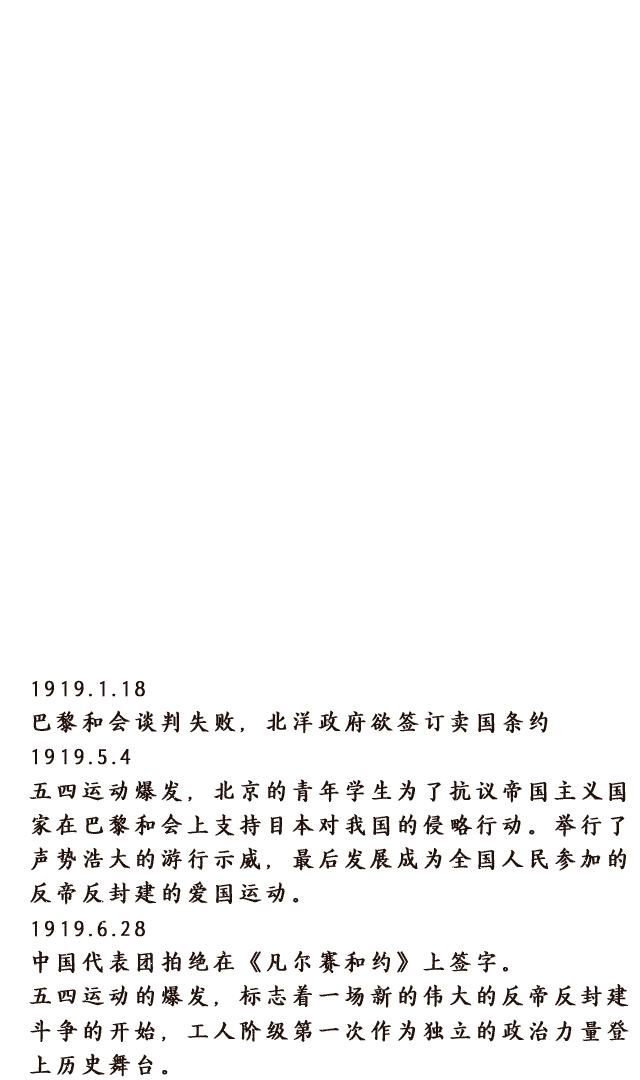 1919.1.18
巴黎和会谈判失败，北洋政府欲签订卖国条约
1919.5.4
五四运动爆发，北京的青年学生为了抗议帝国主义国
家在巴黎和会上支持目本对我国的侵略行动。举行了
声势浩大的游行示威，最后发展成为全国人民参加的
反帝反封建的爱国运动。
1919.6.28
中国代表团拍绝在《凡尔赛和约》上签字。
五四运动的爆发，标志着一场新的伟大的反帝反封建
斗争的开始，工人阶级第一次作为独立的政治力量登
上历史舞台。